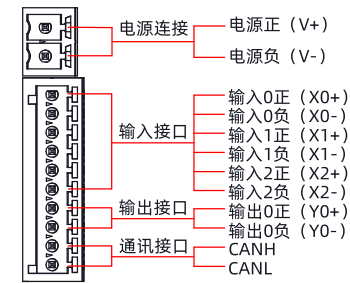 电源连接
电源正（V+）
电源负（V-）
输入接口
输入0正（X0+）
输入0负（X0-）
输入1正（X1+）
输入1负（X1-）
输入2正（X2+）
输入2负（X2-）
输出接口
输出0正（Y0+）
输出0负（Y0-）
通讯接口
CANH
CANL